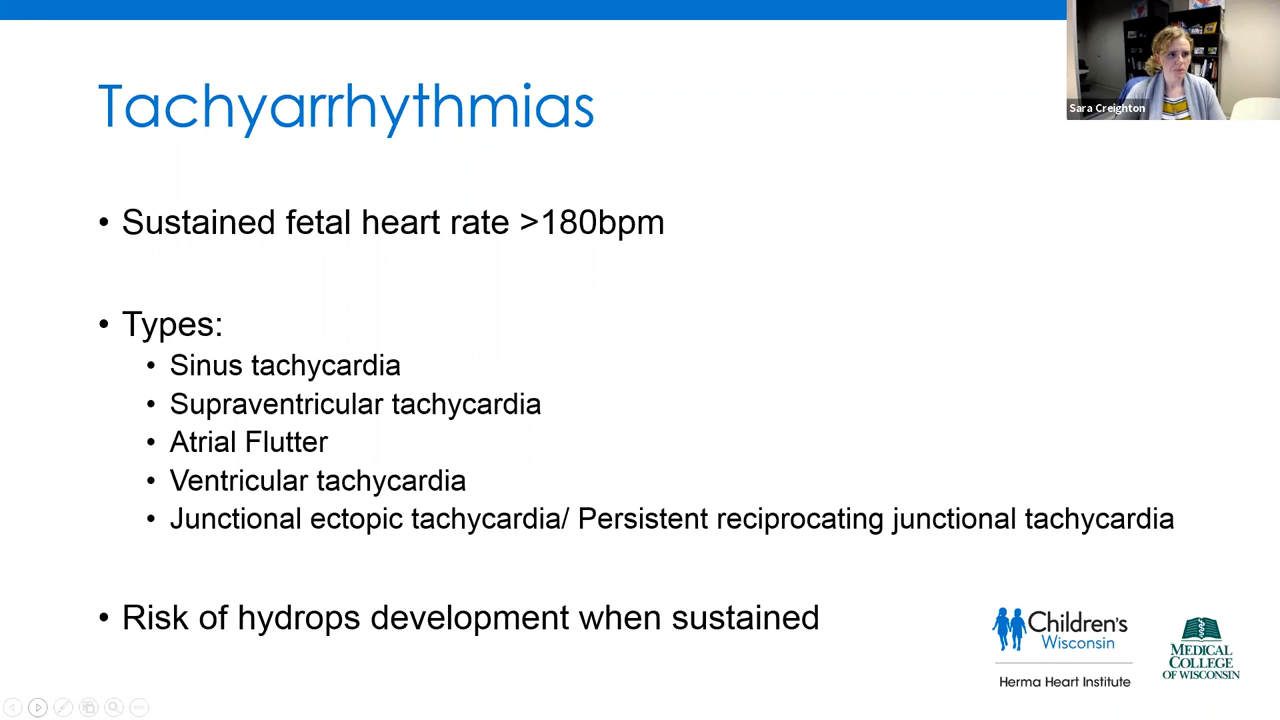 Sara Creighton
Tachyarrhythmias
• Sustained fetal heart rate >180bpm
• Types:
• Sinus tachycardia
• Supraventricular tachycardia
• Atrial Flutter
• Ventricular tachycardia
• Junctional ectopic tachycardia/ Persistent reciprocating junctional tachycardia
• Risk of hydrops development when sustained
Children's
Wisconsin
Herma Heart Institute
MEDICAL
COLLEGE
OF WISCONSIN